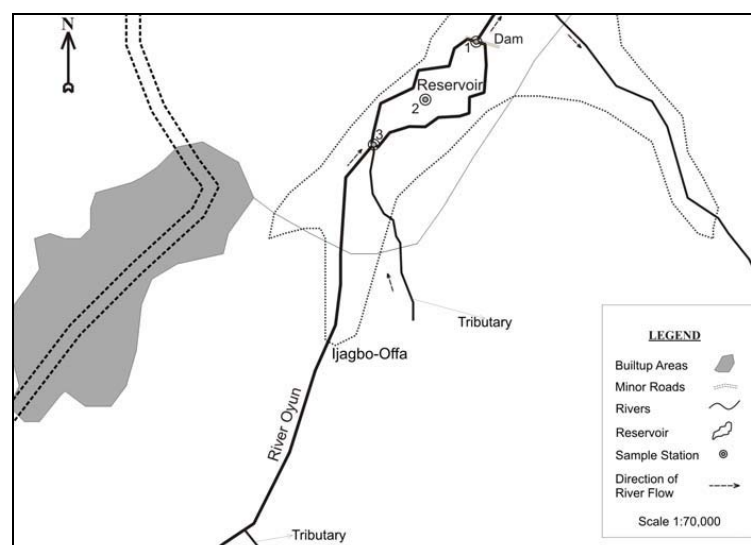 N
1
Dam
Reservoir
2
3
Tributary
Ijagbo-Offa
River Oyun
Tributary
LEGEND
Builtup Areas
Minor Roads
Rivers
Reservoir
Sample Station
Direction of
River Flow
Scale 1:70,000